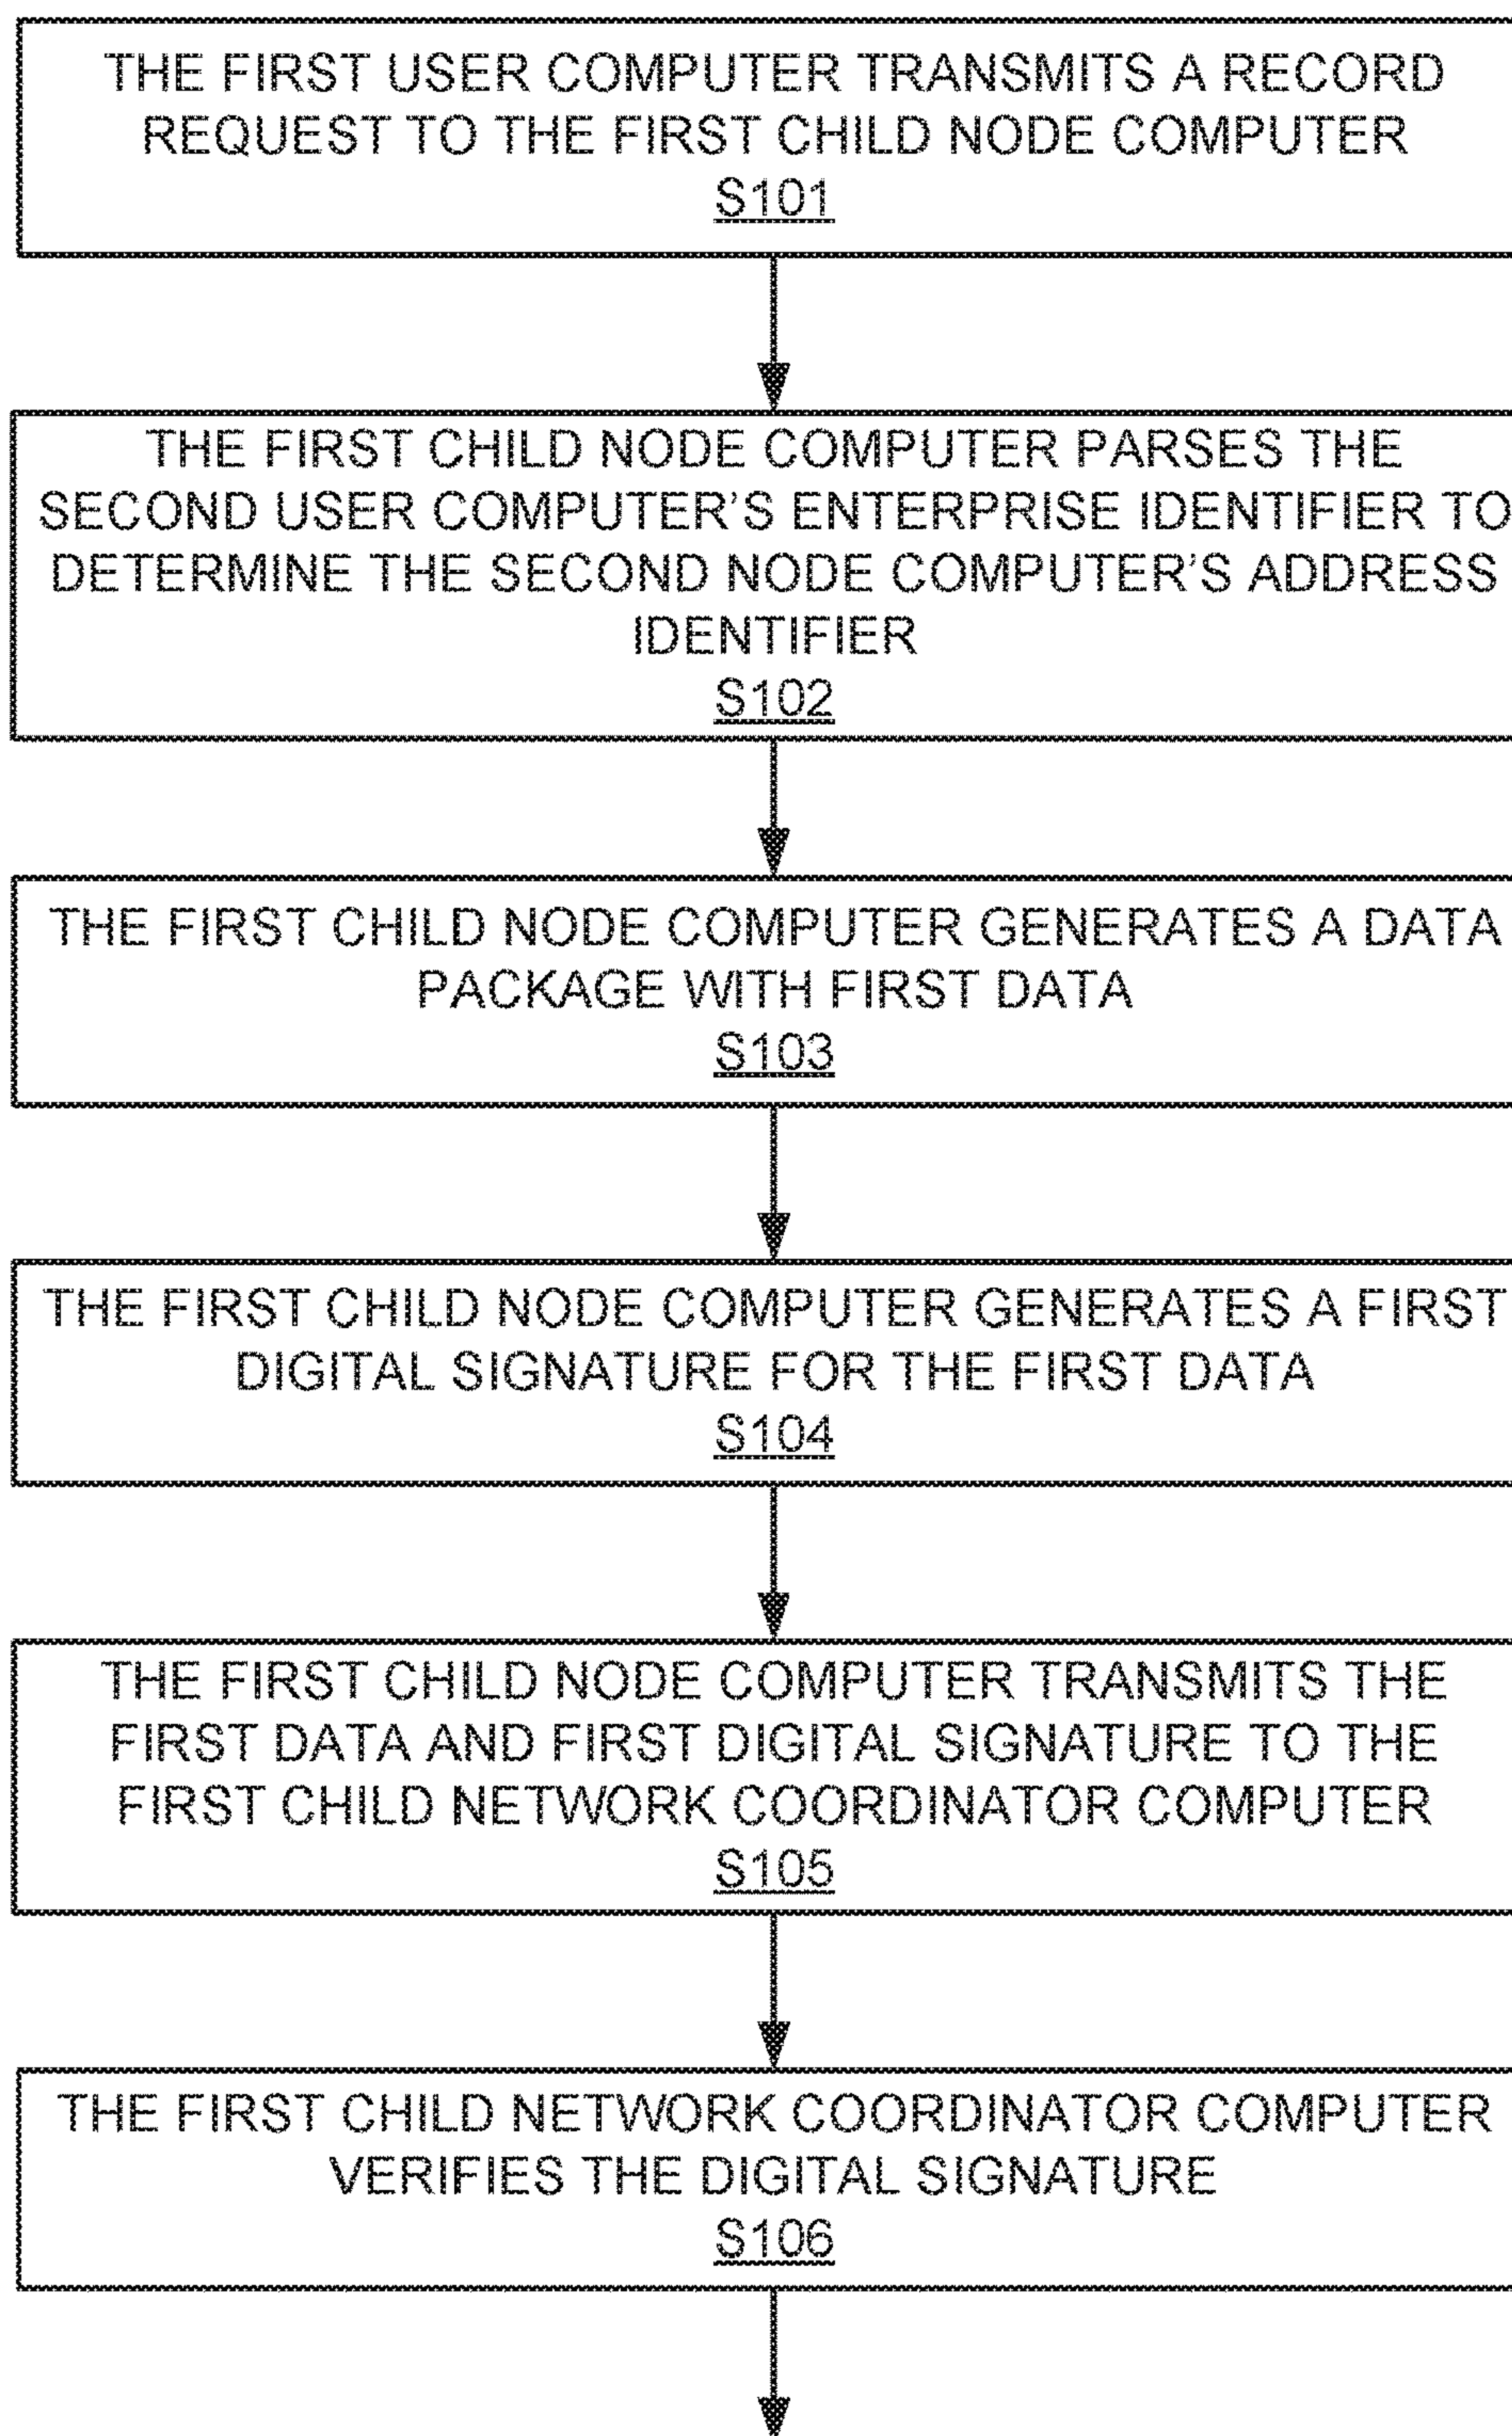 THE FIRST USER COMPUTER TRANSMITS A RECORD
REQUEST TO THE FIRST CHILD NODE COMPUTER
S101
THE FIRST CHILD NODE COMPUTER PARSES THE
SECOND USER COMPUTER'S ENTERPRISE IDENTIFIER TO
DETERMINE THE SECOND NODE COMPUTER'S ADDRESS
IDENTIFIER
S102
THE FIRST CHILD NODE COMPUTER GENERATES A DATA
PACKAGE WITH FIRST DATA
S103
THE FIRST CHILD NODE COMPUTER GENERATES A FIRST
DIGITAL SIGNATURE FOR THE FIRST DATA
S104
THE FIRST CHILD NODE COMPUTER TRANSMITS THE
FIRST DATA AND FIRST DIGITAL SIGNATURE TO THE
FIRST CHILD NETWORK COORDINATOR COMPUTER
S105
THE FIRST CHILD NETWORK COORDINATOR COMPUTER
VERIFIES THE DIGITAL SIGNATURE
S106